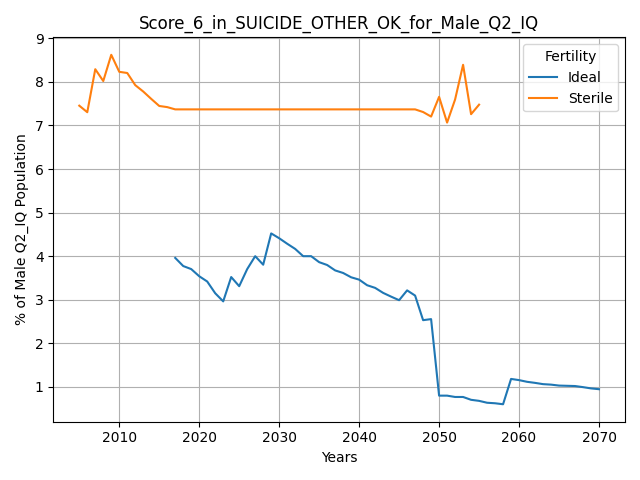 Score_6_in_SUICIDE_OTHER_OK_for_Male_Q2_IQ
Fertility
Ideal
Sterile
% of Male Q2_IQ Population
9
8
7
6
5
4
3
2
1
2010 2020 2030 2040 2050 2060 2070
Years